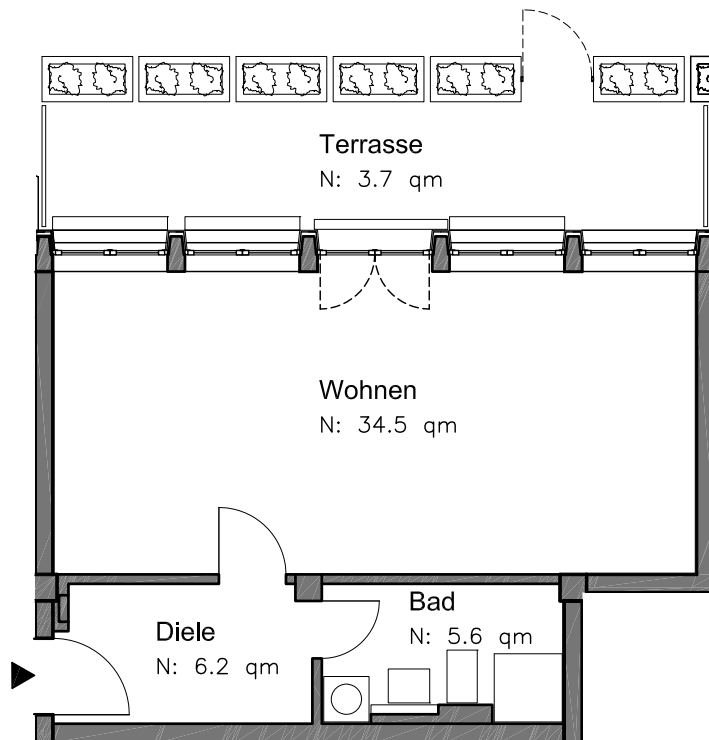 Terrasse
N: 3.7 qm
Wohnen
N: 34.5 qm
Bad
N: 5.6 qm
Diele
N: 6.2 qm